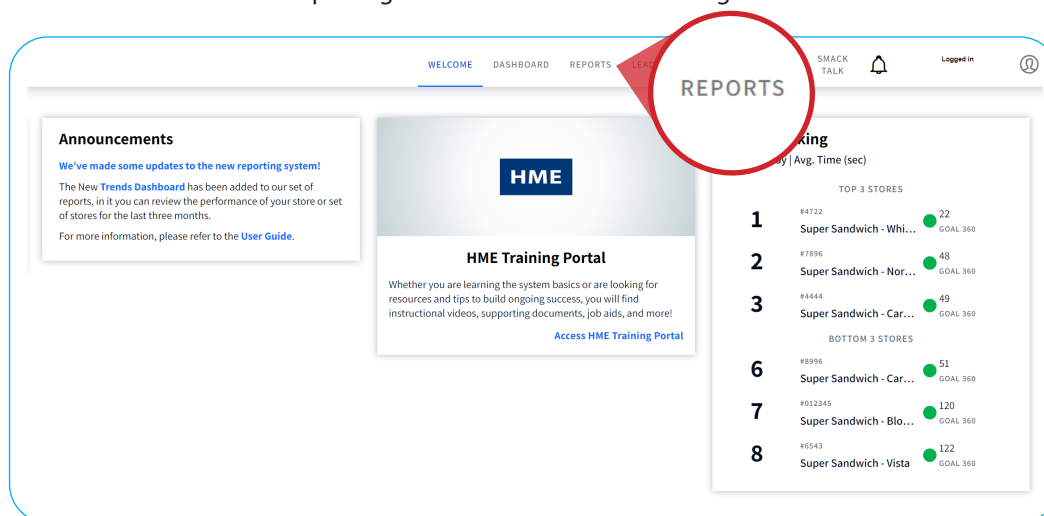 WELCOME DASHBOARD REPORTS
REPORTS
SMACK
TALK
Logged in
Announcements
We've made some updates to the new reporting system!
The New Trends Dashboard has been added to our set of
reports, in it you can review the performance of your store or set
of stores for the last three months.
For more information, please refer to the User Guide.
HME
HME Training Portal
Whether you are learning the system basics or are looking for
resources and tips to build ongoing success, you will find
instructional videos, supporting documents, job aids, and more!
Access HME Training Portal
| Avg. Time (sec)
TOP 3 STORES
1
#4722
Super Sandwich - Whi...
22
GOAL 360
2
#7896
Super Sandwich - Nor...
48
GOAL 360
3
#4444
Super Sandwich - Car...
49
GOAL 360
BOTTOM 3 STORES
6
#8996
Super Sandwich - Car...
51
GOAL 360
7
#012345
Super Sandwich - Blo...
120
GOAL 360
8
#6543
Super Sandwich - Vista
122
GOAL 360